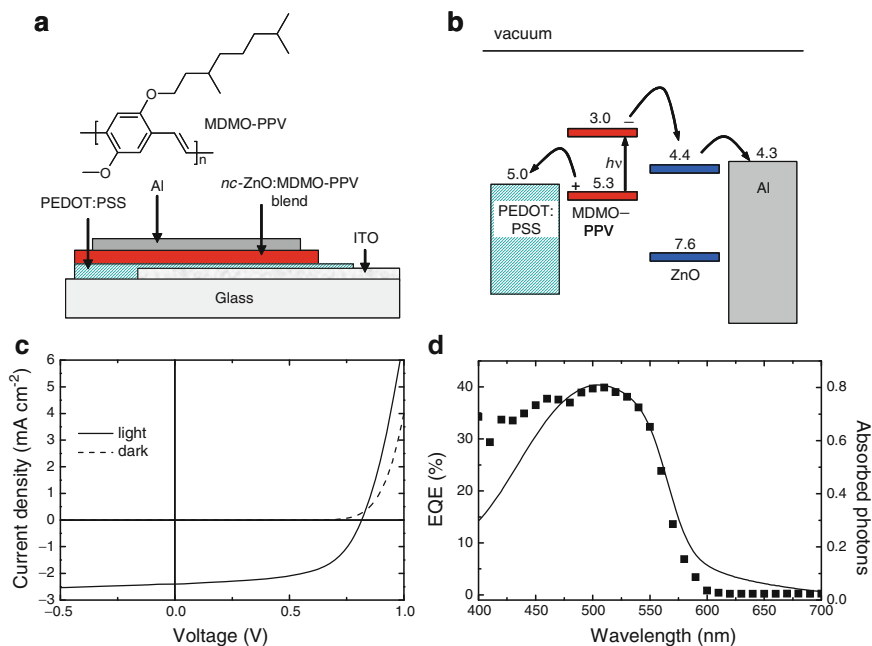 a
O
MDMO-PPV
[ ]n
O
PEDOT:PSS
Al
nc-ZnO:MDMO-PPV
blend
ITO
Glass
b
vacuum
3.0
−
4.4
4.3
5.0
hν
+
5.3
Al
PEDOT:
PSS
MDMO–
PPV
7.6
ZnO
c
6
5
4
3
2
1
0
−1
−2
−3
light
dark
−0.5
0.0
0.5
1.0
Current density (mA cm−2)
Voltage (V)
d
40
30
20
10
0
0.8
0.6
0.4
0.2
0.0
400
450
500
550
600
650
700
EQE (%)
Absorbed photons
Wavelength (nm)